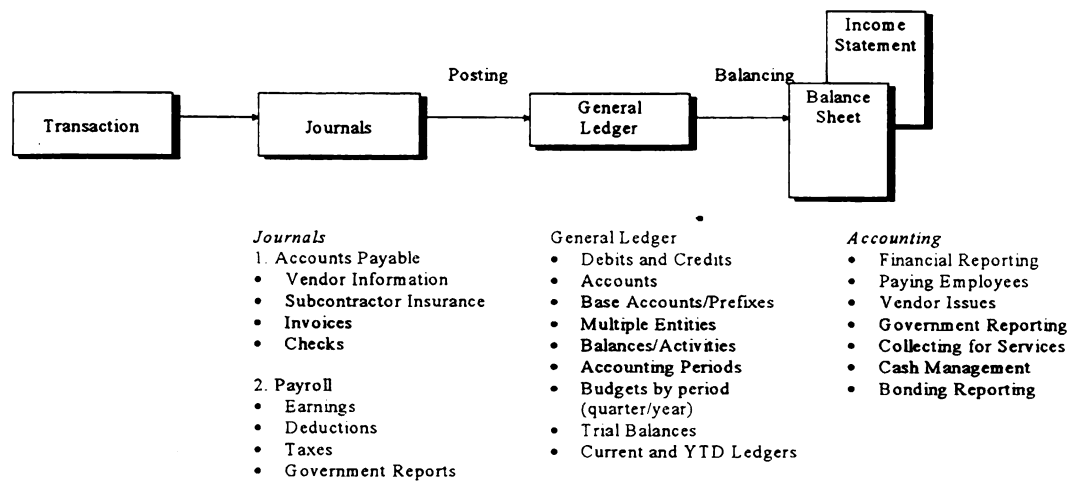 Income
Statement
Posting
Balancing
Transaction
Journals
General
Ledger
Balance
Sheet
Journals
1. Accounts Payable
• Vendor Information
• Subcontractor Insurance
• Invoices
• Checks
2. Payroll
• Earnings
• Deductions
• Taxes
• Government Reports
General Ledger
• Debits and Credits
• Accounts
• Base Accounts/Prefixes
• Multiple Entities
• Balances/Activities
• Accounting Periods
• Budgets by period
(quarter/year)
• Trial Balances
• Current and YTD Ledgers
Accounting
• Financial Reporting
• Paying Employees
• Vendor Issues
• Government Reporting
• Collecting for Services
• Cash Management
• Bonding Reporting